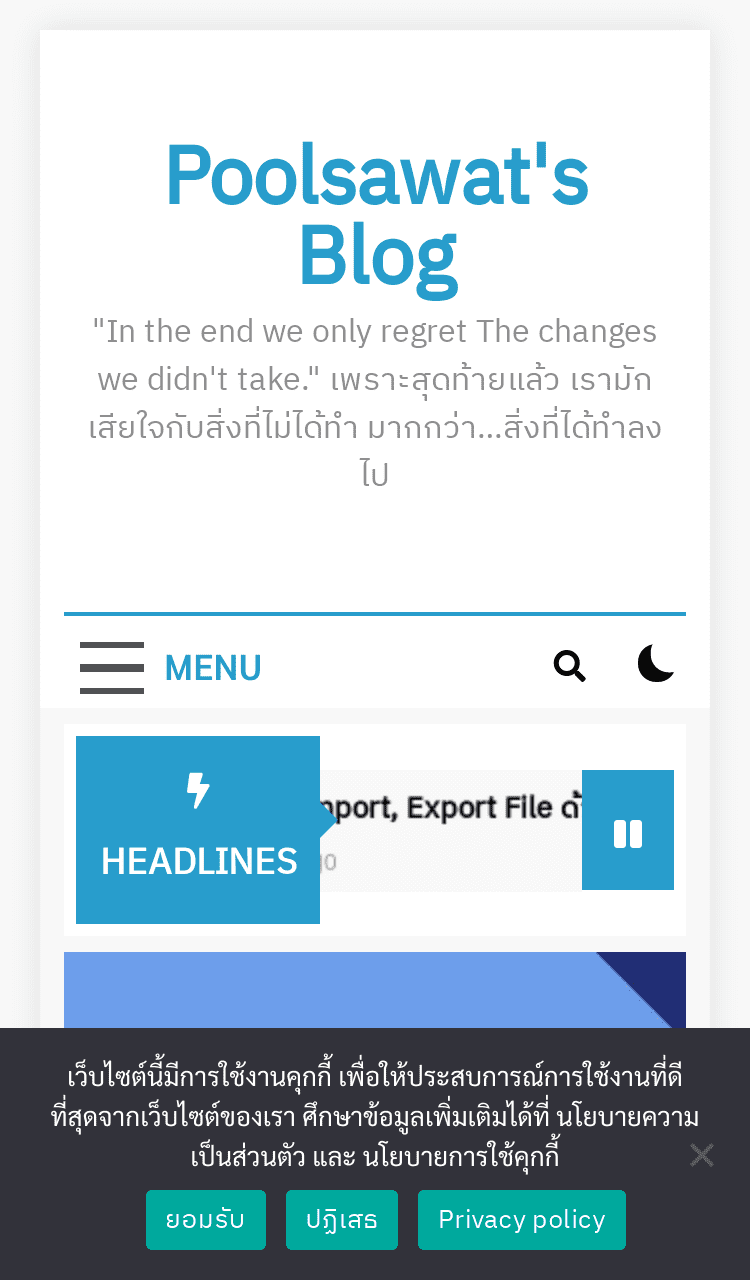 Poolsawat's
Blog
"In the end we only regret The changes
we didn't take." เพราะสุดท้ายแล้ว เรามัก
เสียใจกับสิ่งที่ไม่ได้ทำ มากกว่า...สิ่งที่ได้ทำลง
ไป
MENU
HEADLINES
Export File
เว็บไซต์นี้มีการใช้งานคุกกี้ เพื่อให้ประสบการณ์การใช้งานที่ดี
ที่สุดจากเว็บไซต์ของเรา ศึกษาข้อมูลเพิ่มเติมได้ที่ นโยบายความ
เป็นส่วนตัว และ นโยบายการใช้คุกกี้
ยอมรับ
ปฏิเสธ
Privacy policy